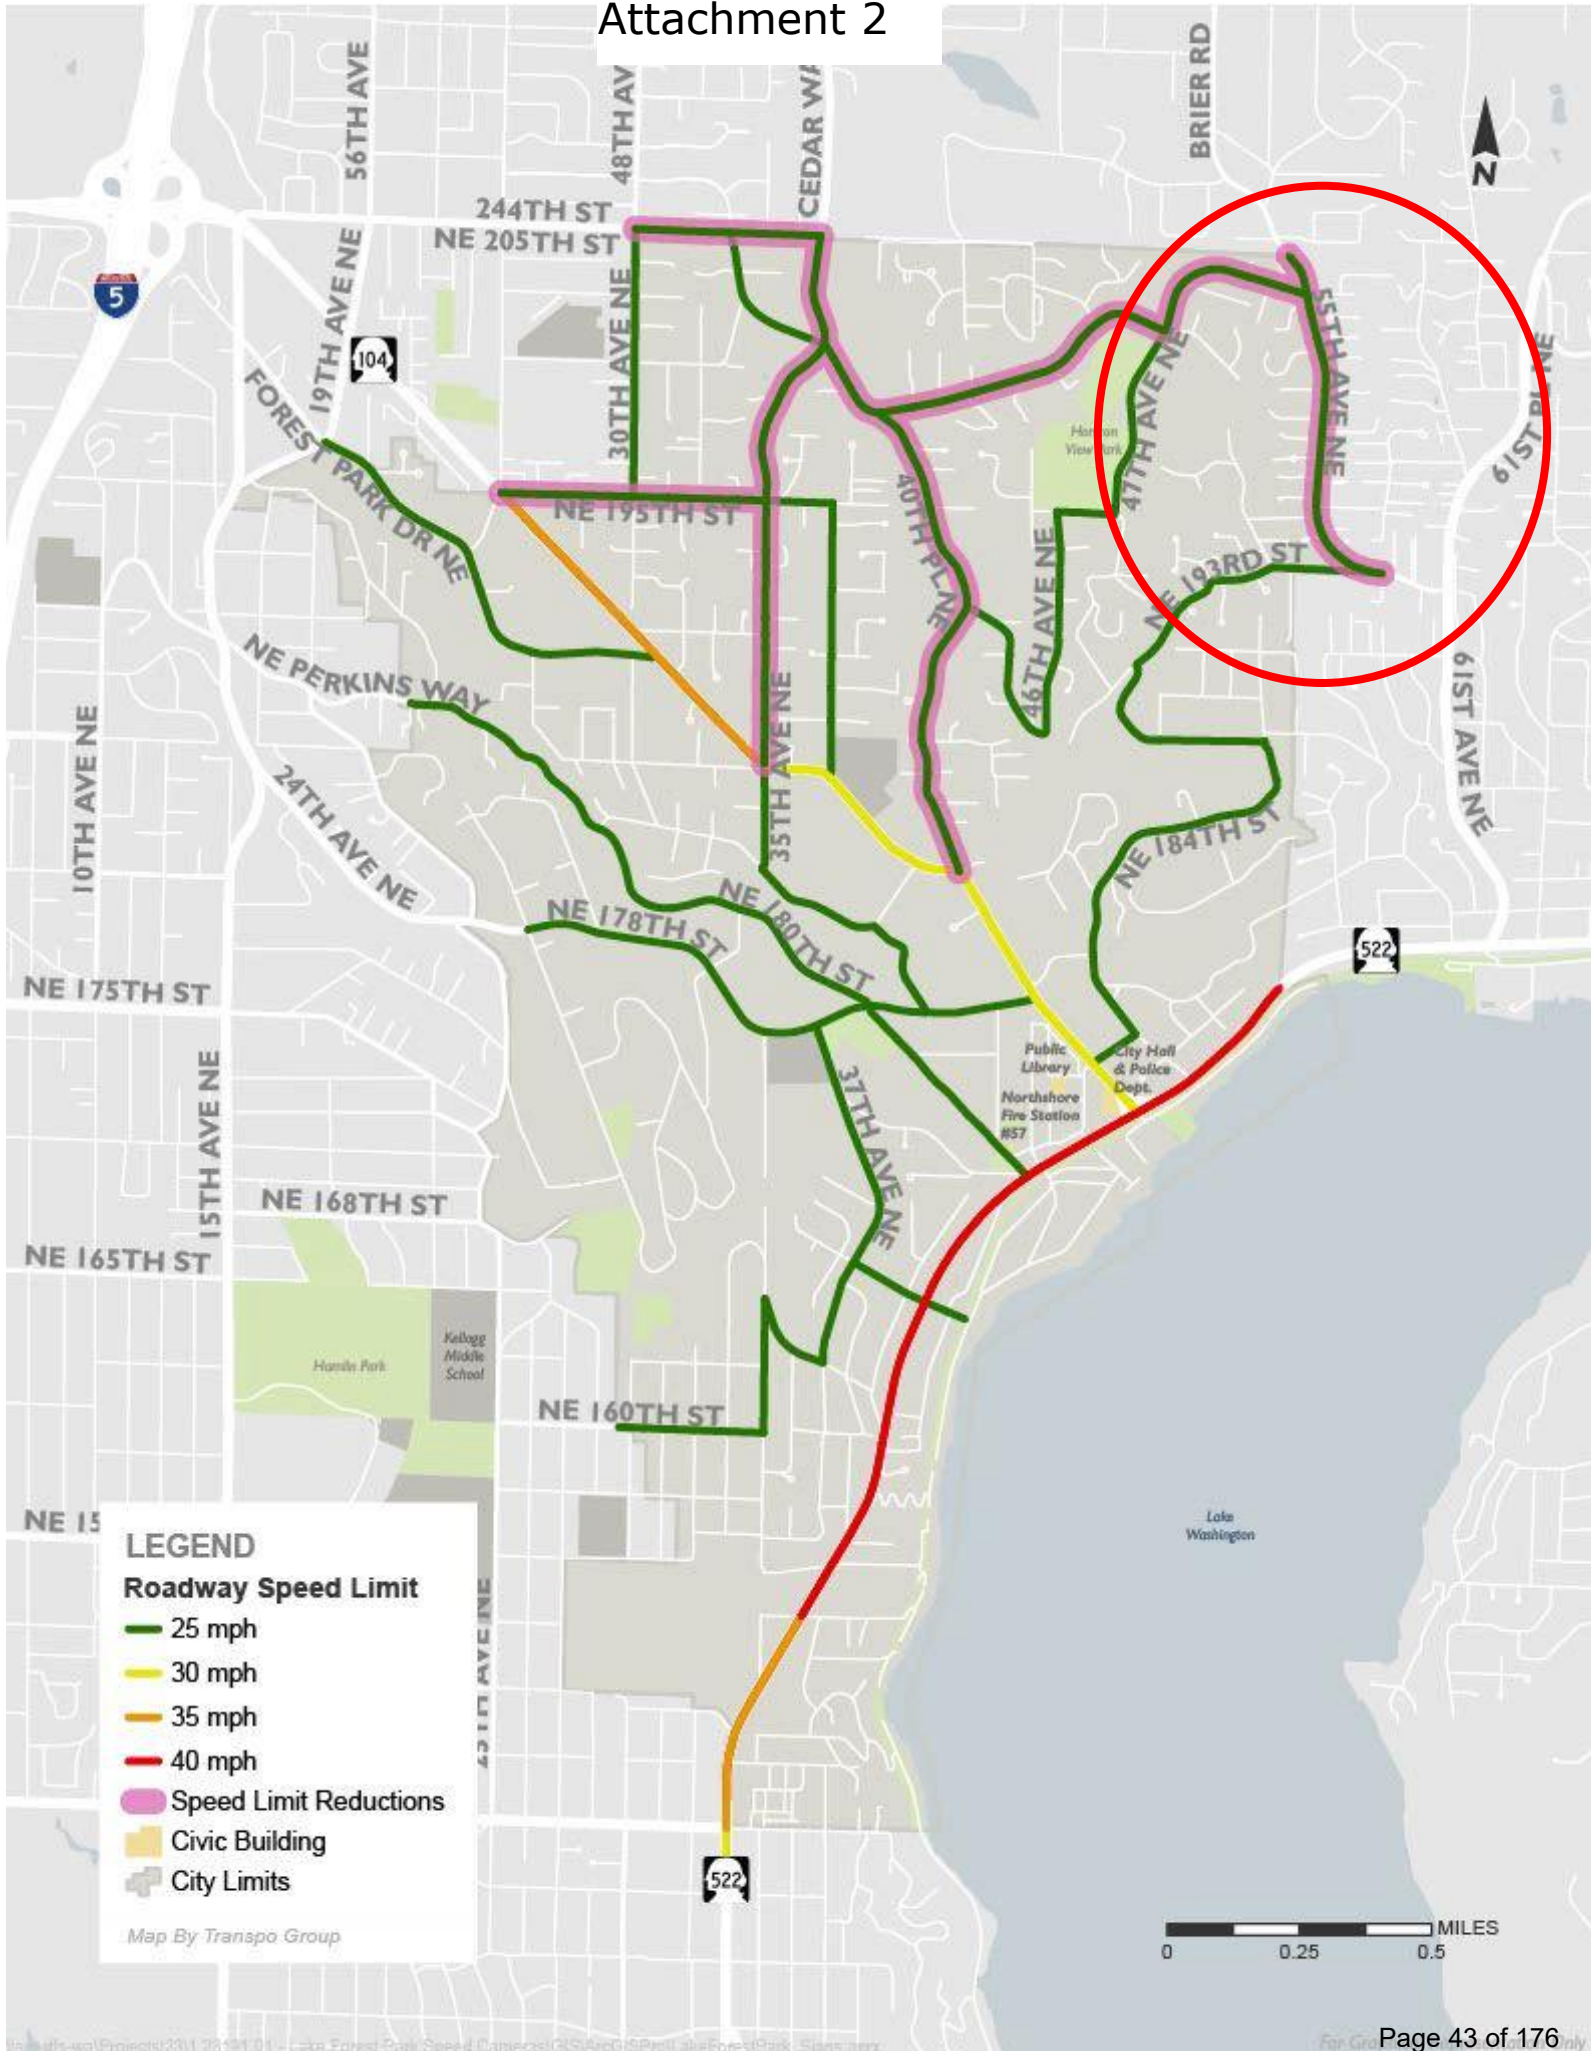 Attachment 2
56TH AVE
48TH AV
CEDAR WA
BRIER RD
N
244TH ST
NE 205TH ST
5
19TH AVE NE
104
30TH AVE NE
FOREST PARK DR NE
NE 195TH ST
40TH PL NE
View Park
47TH AVE NE
55TH AVE NE
61ST PL NE
46TH AVE NE
NE 193RD ST
NE PERKINS WAY
35TH AVE NE
61ST AVE NE
10TH AVE NE
24TH AVE NE
NE 184TH ST
NE 178TH ST
NE 180TH ST
522
NE 175TH ST
15TH AVE NE
Public
Library
City Hall
& Police
Dept.
Northshore
Fire Station
#57
37TH AVE NE
NE 168TH ST
NE 165TH ST
Hamlin Park
Kellogg
Middle
School
NE 160TH ST
NE 15
25TH AVE NE
Lake
Washington
LEGEND
Roadway Speed Limit
25 mph
30 mph
35 mph
40 mph
Speed Limit Reductions
Civic Building
City Limits
Map By Transpo Group
522
MILES
0 0.25 0.5
Page 43 of 176